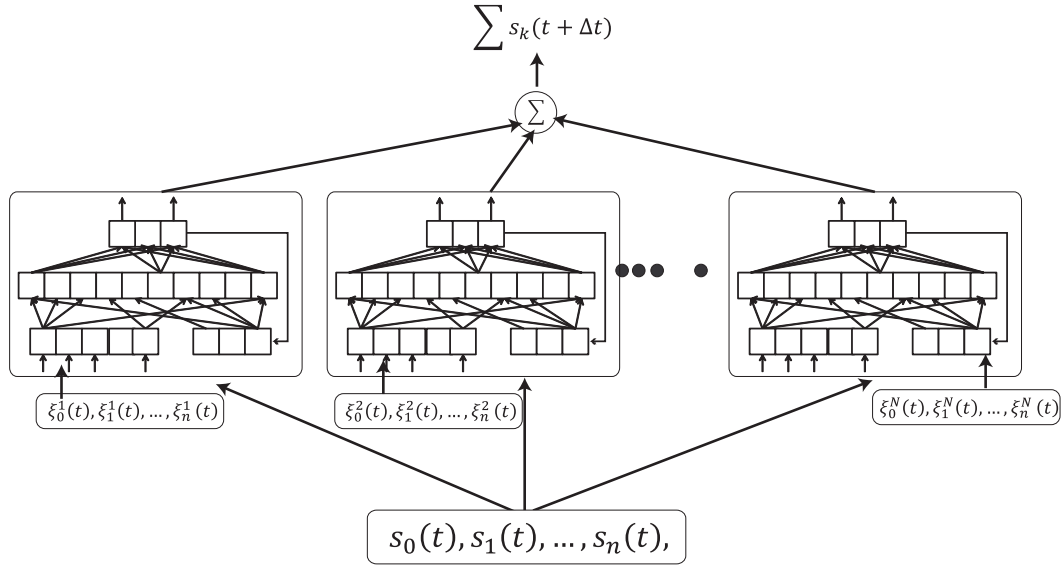 ∑ s_k(t + Δt)
∑
ξ_0^1(t), ξ_1^1(t), ..., ξ_n^1(t)
ξ_0^2(t), ξ_1^2(t), ..., ξ_n^2(t)
ξ_0^N(t), ξ_1^N(t), ..., ξ_n^N(t)
s_0(t), s_1(t), ..., s_n(t),